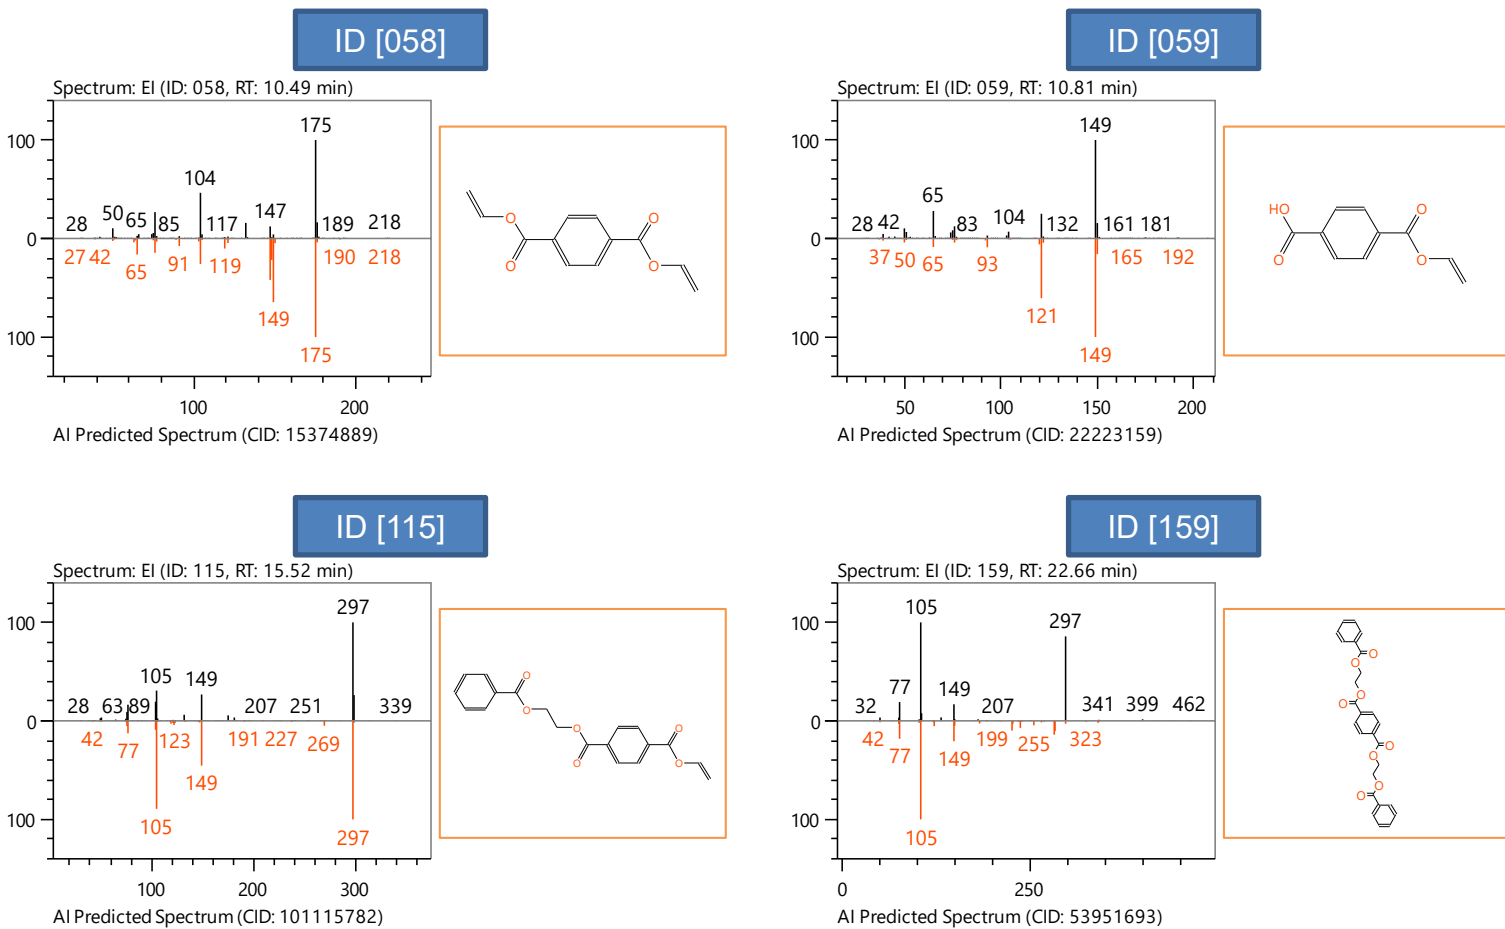 ID [058]
Spectrum: EI (ID: 058, RT: 10.49 min)
100
0
100
175
104
28
50
65
85
117
147
189
218
27
42
65
91
119
149
175
190
218
O
O
O
O
100
200
AI Predicted Spectrum (CID: 15374889)
ID [059]
Spectrum: EI (ID: 059, RT: 10.81 min)
100
0
100
149
65
28
42
83
104
132
161
181
37
50
65
93
121
149
165
192
HO
O
O
O
50
100
150
200
AI Predicted Spectrum (CID: 22223159)
ID [115]
Spectrum: EI (ID: 115, RT: 15.52 min)
100
0
100
297
105
149
28
63
89
207
251
339
42
77
123
105
149
191
227
269
297
O
O
O
O
O
O
100
200
300
AI Predicted Spectrum (CID: 101115782)
ID [159]
Spectrum: EI (ID: 159, RT: 22.66 min)
100
0
100
105
297
77
149
32
207
341
399
462
42
77
105
149
199
255
323
O
O
O
O
O
O
O
O
0
250
AI Predicted Spectrum (CID: 53951693)